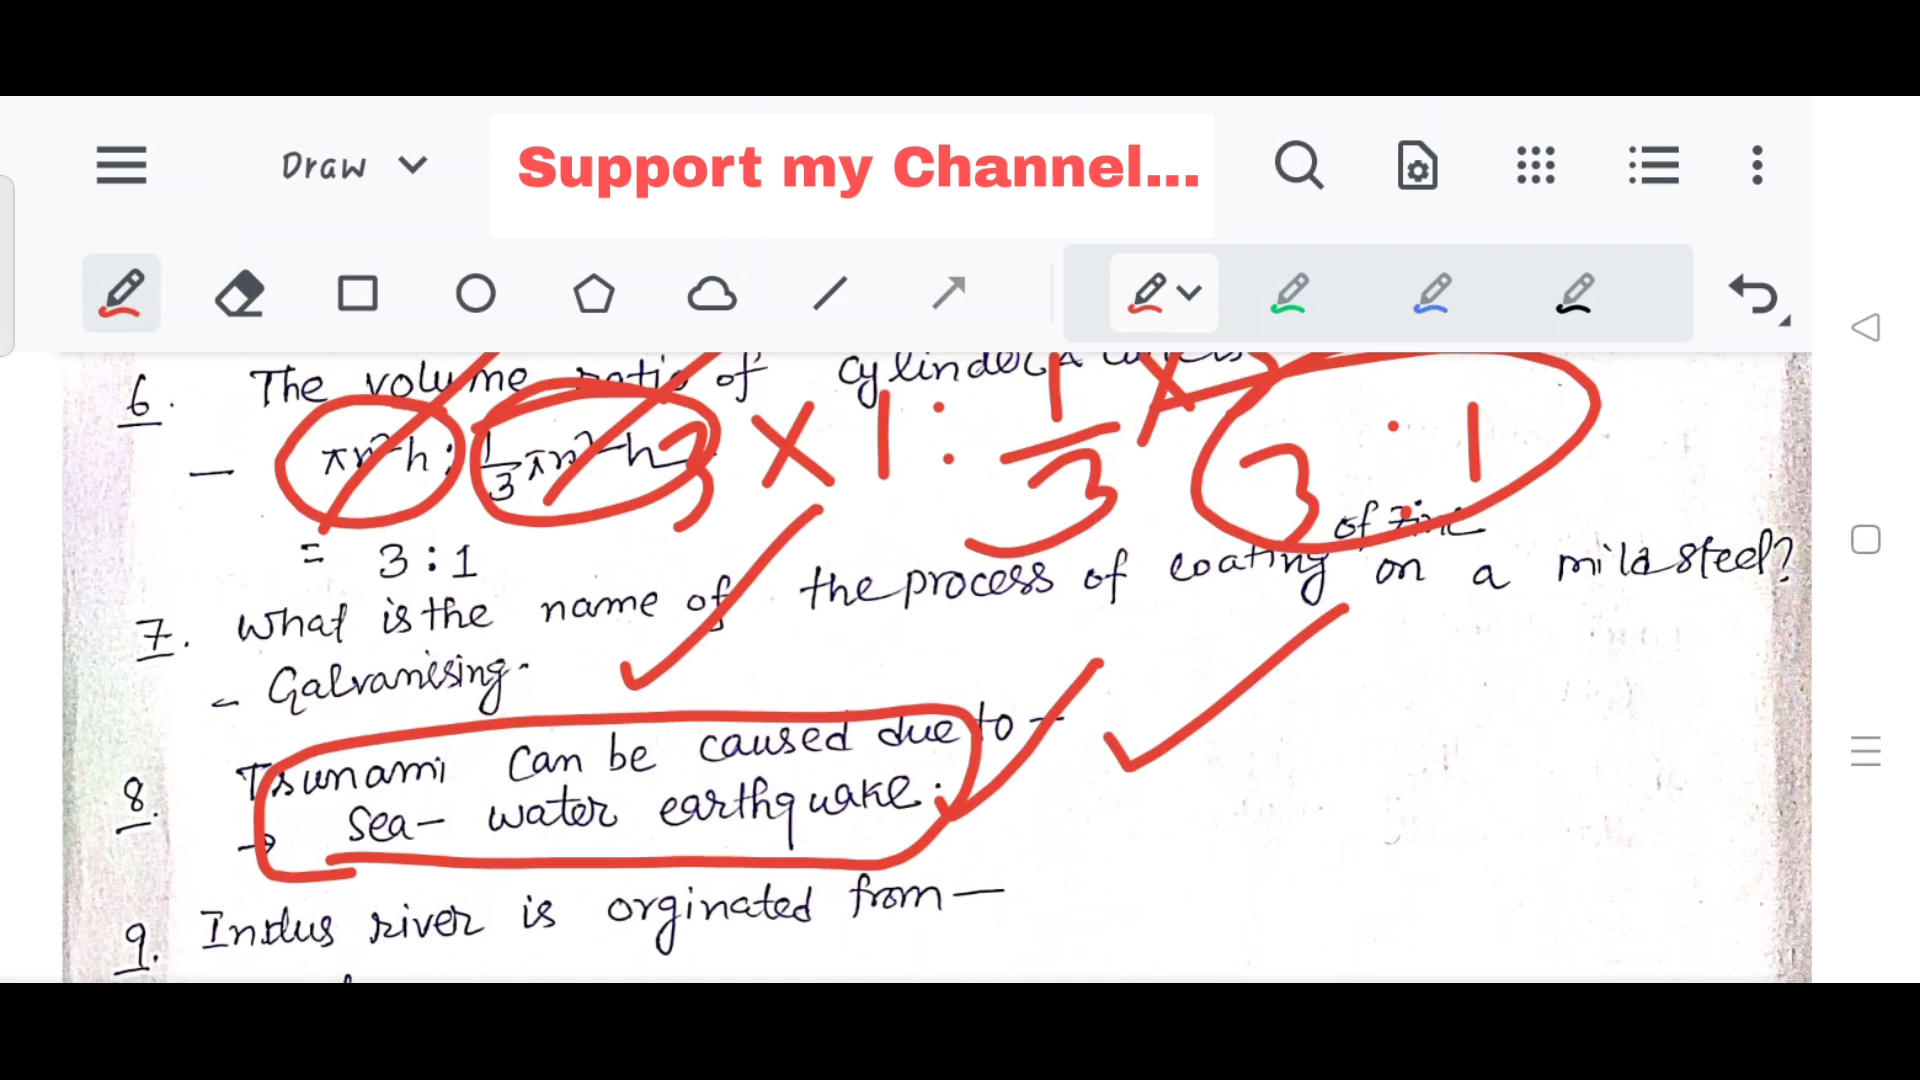 Draw
Support my Channel...
6. The volume ratio of cylinder &
- πr²h : 1/3 πr²h 3 × 1 : 1/3 × 3 3 : 1
= 3 : 1
7. What is the name of the process of coating of zinc on a mild steel?
- Galvanising.
8. Tsunami Can be caused due to -
→ Sea - water earthquake.
9. Indus river is orginated from -